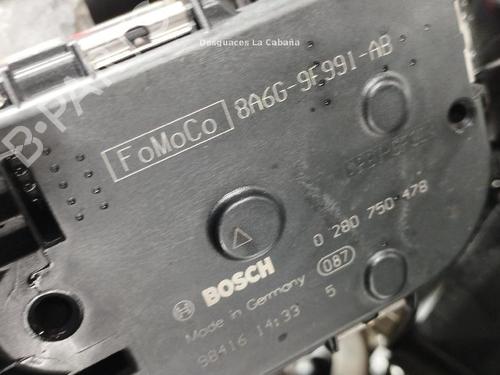 Desguaces La Cabaña
FoMoCo 8A6G-9F991-AB
0 280 750 478
BOSCH 087
Made in Germany 5
98416 14:33
B-PA